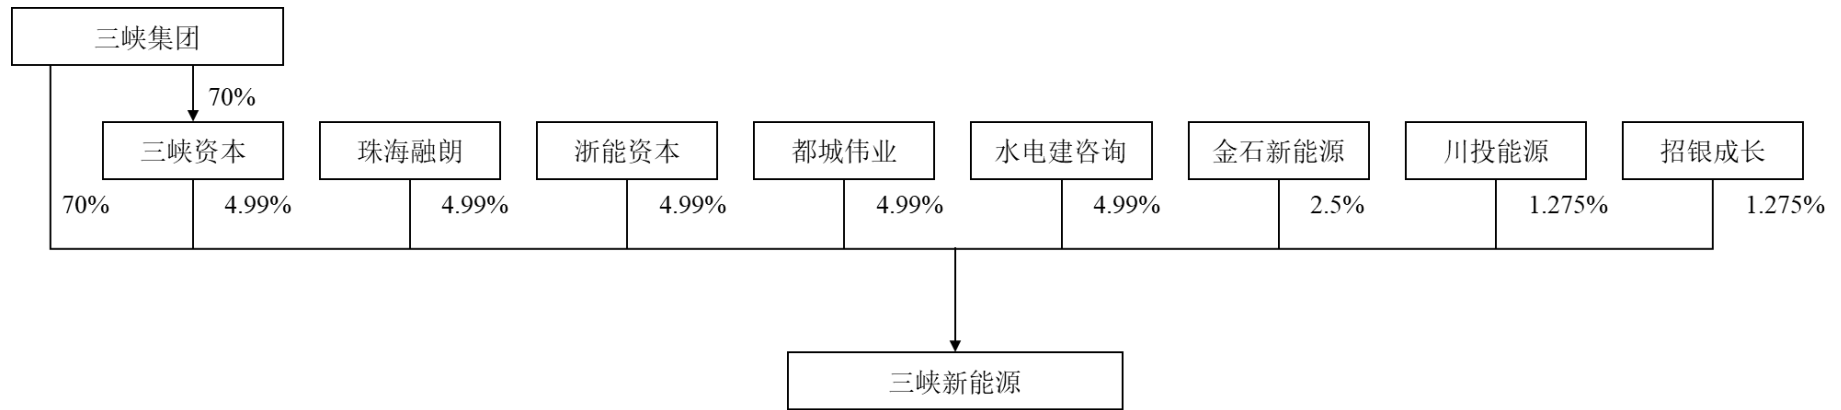 三峡集团
70%
三峡资本
珠海融朗
浙能资本
都城伟业
水电建咨询
金石新能源
川投能源
招银成长
70%
4.99%
4.99%
4.99%
4.99%
4.99%
2.5%
1.275%
1.275%
三峡新能源